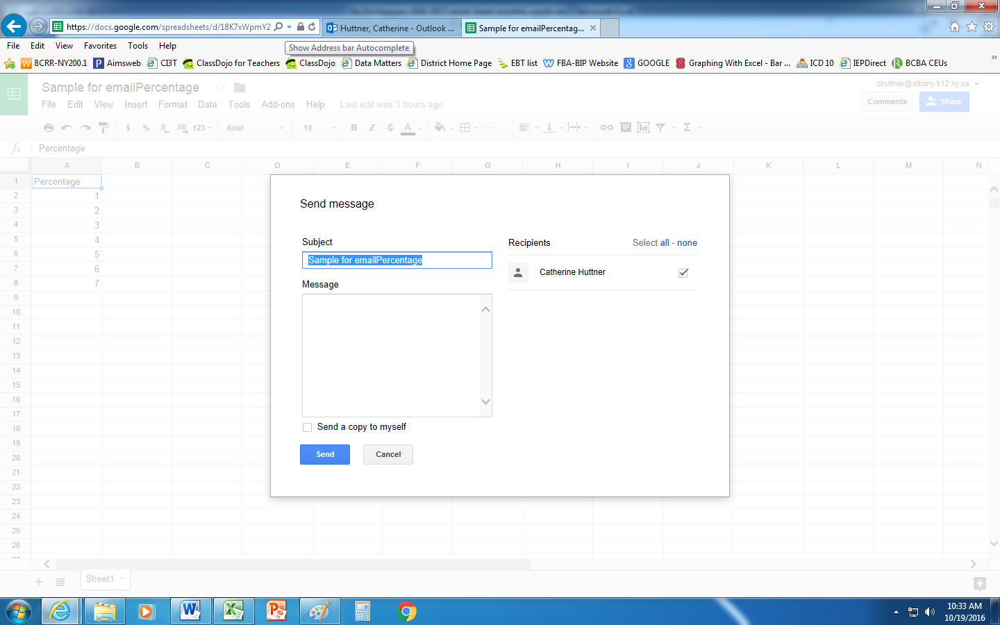 https://docs.google.com/spreadsheets/d/18K7xWpmY2
Huttner, Catherine - Outlook ...
Sample for emailPercentag...
File Edit View Favorites Tools Help
Show Address bar Autocomplete
8CRR-NY200.1 Aimsweb CIBT ClassDojo for Teachers ClassDojo Data Matters District Home Page EBT list FBA-BIP Website GOOGLE Graphing With Excel - Bar ... ICD 10 IEPDirect BCBA CEUs
Sample for emailPercentage
chuttner@albany.k12.ny.us
File Edit View Insert Format Data Tools Add-ons Help Last edit was 3 hours ago
Comments Share
$ % .0 .00 123 Arial 10 B I S A
fx Percentage
A B C D E F G H I J K L M N
1 Percentage
2 1
3 2
4 3
5 4
6 5
7 6
8 7
9
10
11
12
13
14
15
16
17
18
19
20
21
22
23
24
25
26
Send message
Subject
Sample for emailPercentage
Message
Send a copy to myself
Send Cancel
Recipients Select all - none
Catherine Huttner
Sheet1
10:33 AM
10/19/2016